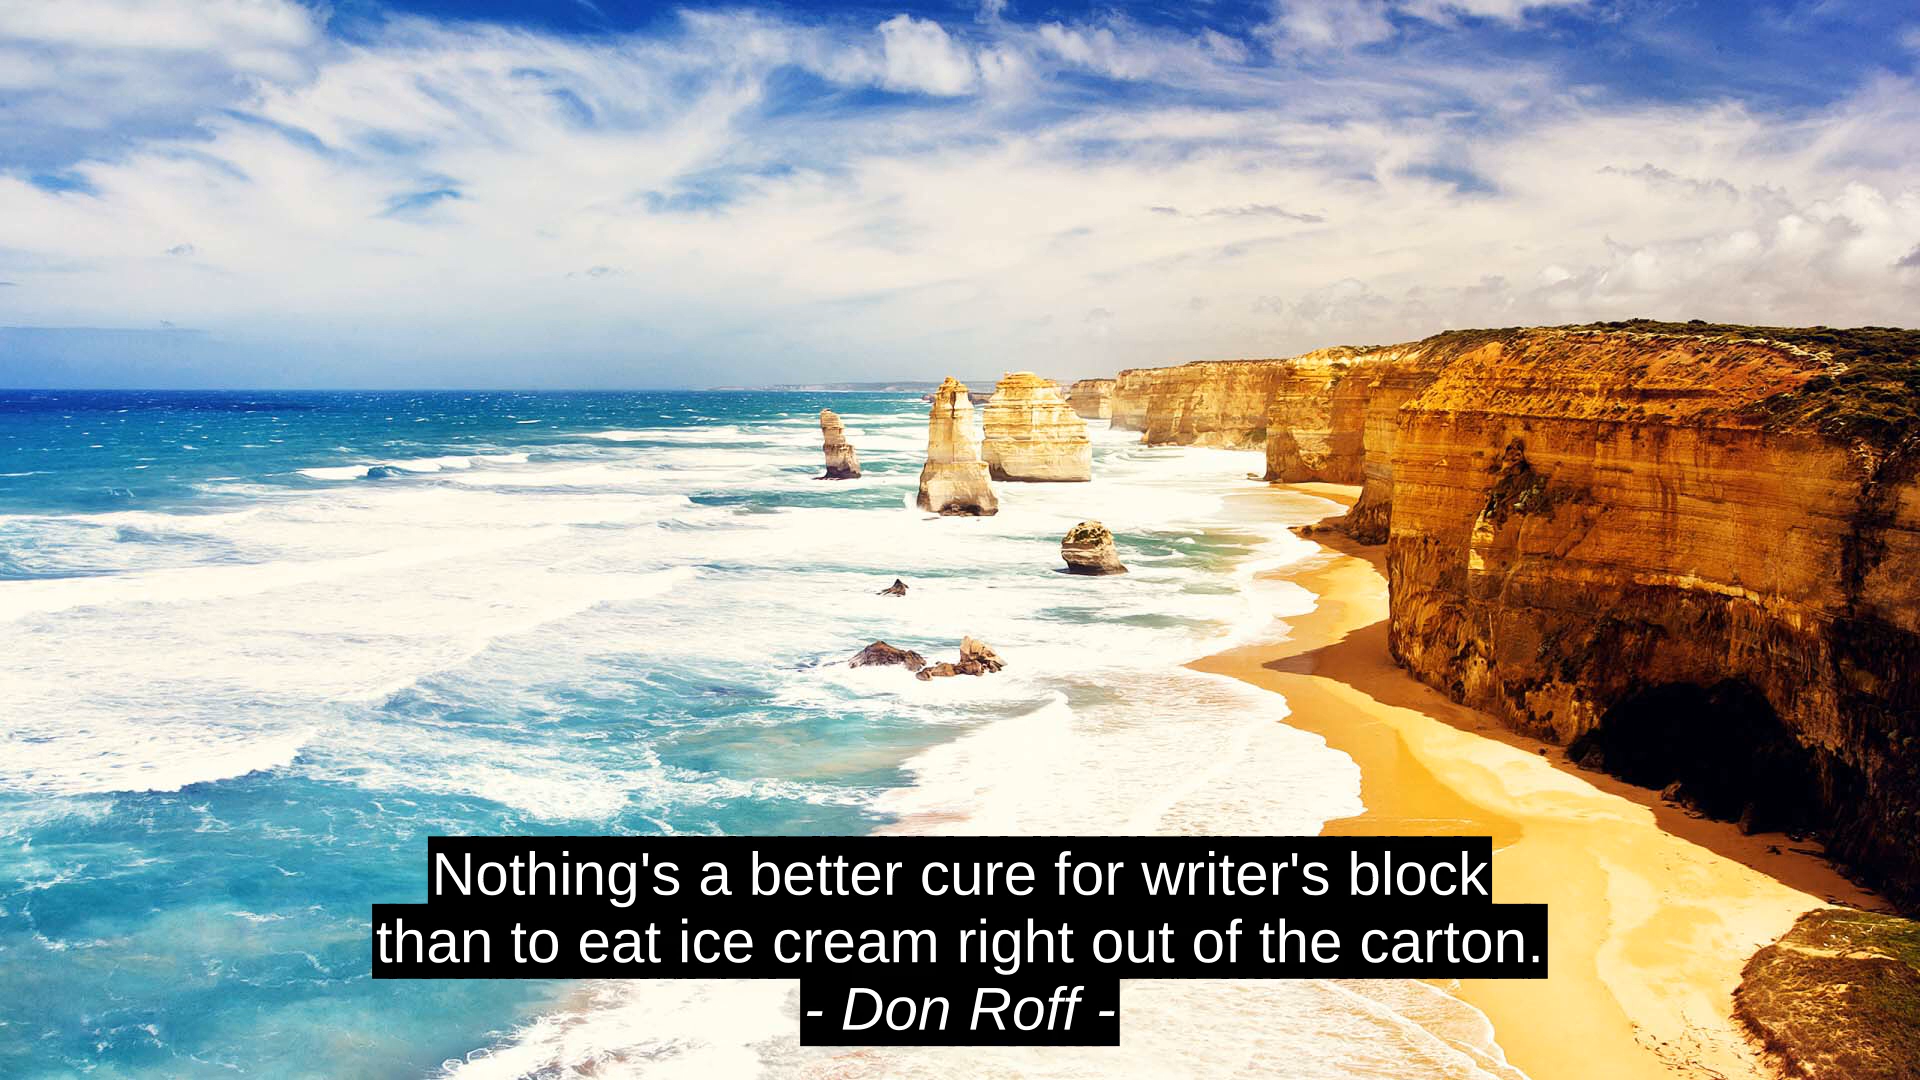 Nothing's a better cure for writer's block
than to eat ice cream right out of the carton.
- Don Roff -